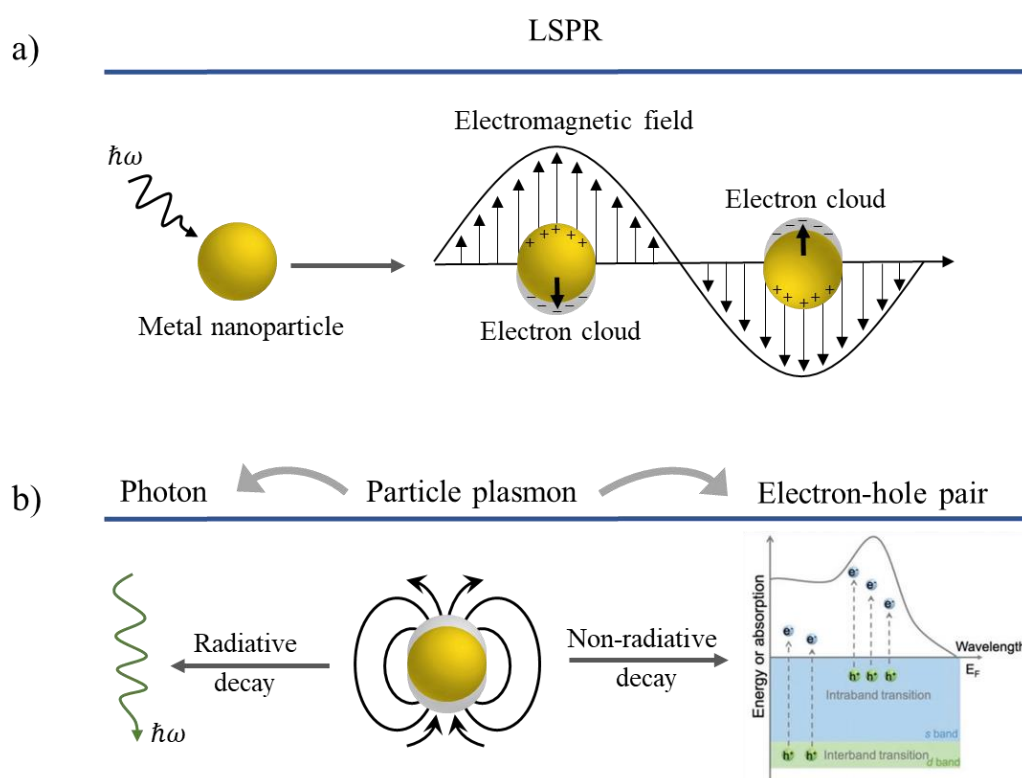 a)
LSPR
ħω
Metal nanoparticle
Electromagnetic field
+ + + + +
− − − − −
Electron cloud
Electron cloud
− − − − −
+ + + + +
b)
Photon
Particle plasmon
Electron-hole pair
ħω
Radiative
decay
Non-radiative
decay
Energy or absorption
e⁻ e⁻ e⁻ e⁻ e⁻
Wavelength
E_F
h⁺ h⁺ h⁺
Intraband transition
s band
h⁺ h⁺
Interband transition
d band